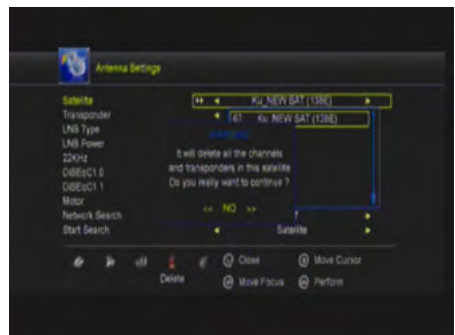 Antenna Settings
Satellite
Ku_NEW SAT (138E)
Transponder
67 Ku_NEW SAT (138E)
LNB Type
LNB Power
22KHz
DiSEqC1.0
DiSEqC1.1
Motor
Network Search
Start Search
Satellite
It will delete all the channels
and transponders in this satellite
Do you really want to continue ?
<< NO >>
Delete
Close
Move Cursor
Move Focus
Perform